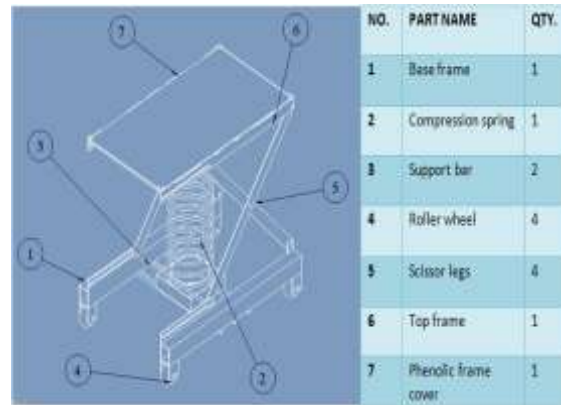 7
6
3
5
1
4
2
NO. PART NAME QTY.
1 Base frame 1
2 Compression spring 1
3 Support bar 2
4 Roller wheel 4
5 Scissor legs 4
6 Top frame 1
7 Phenolic frame 1
cover